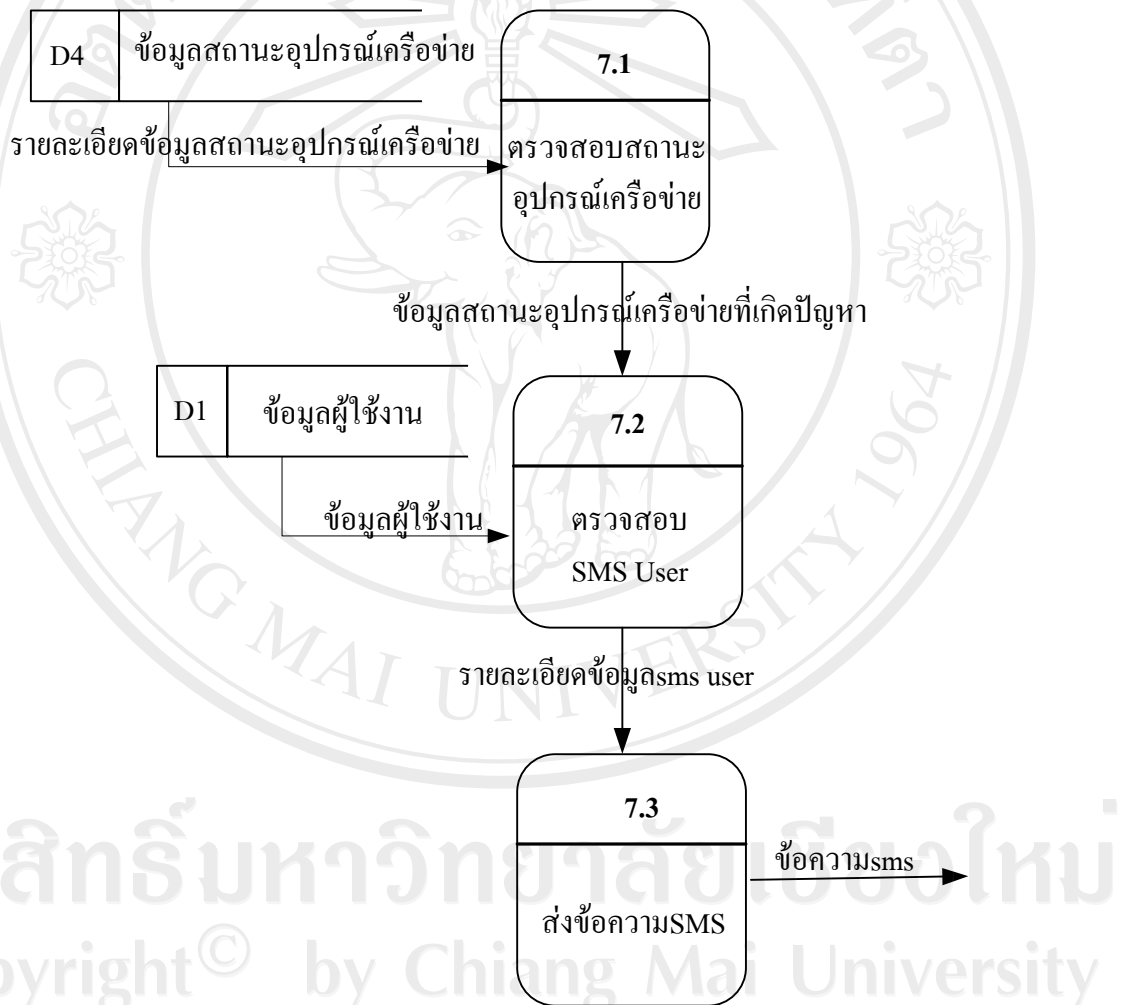 D4
ข้อมูลสถานะอุปกรณ์เครือข่าย
7.1
รายละเอียดข้อมูลสถานะอุปกรณ์เครือข่าย
ตรวจสอบสถานะ
อุปกรณ์เครือข่าย
ข้อมูลสถานะอุปกรณ์เครือข่ายที่เกิดปัญหา
D1
ข้อมูลผู้ใช้งาน
7.2
ข้อมูลผู้ใช้งาน
ตรวจสอบ
SMS User
รายละเอียดข้อมูลsms user
7.3
ข้อความsms
ส่งข้อความSMS
CHIANG MAI UNIVERSITY 1964
สิทธิ์มหาวิทยาลัยเชียงใหม่
pyright© by Chiang Mai University